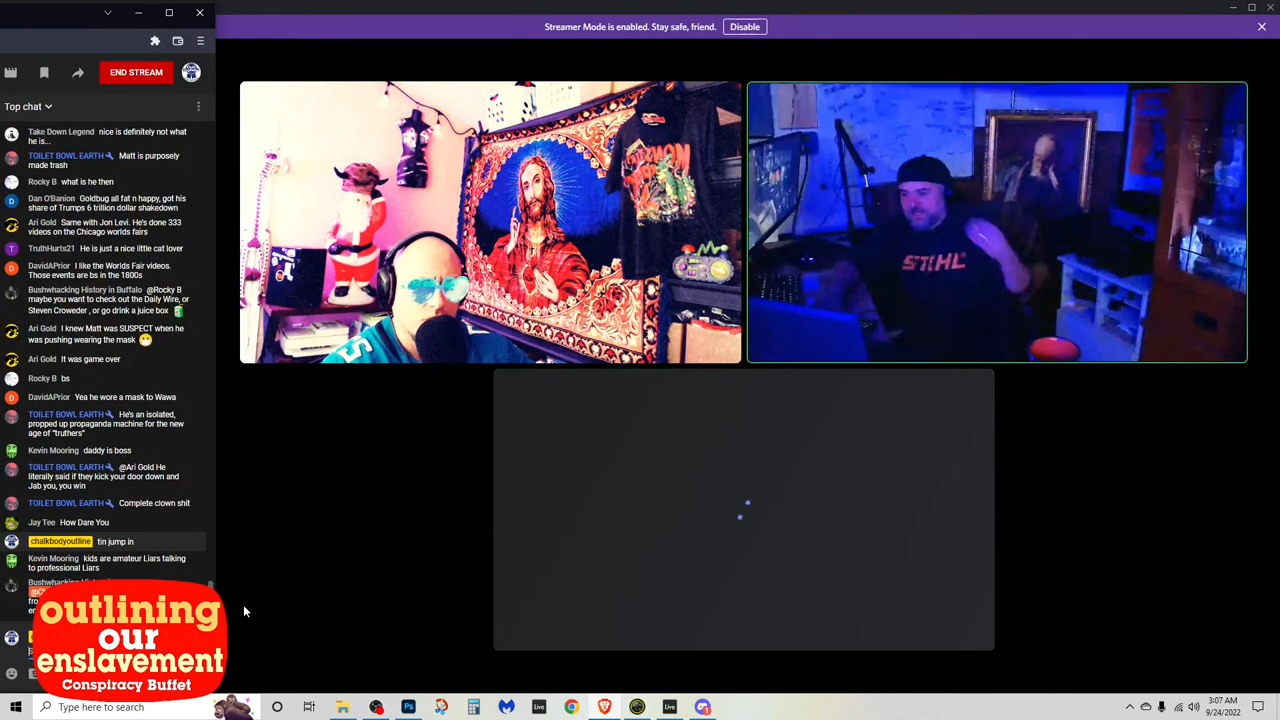 Streamer Mode is enabled. Stay safe, friend.
Disable
END STREAM
Top chat
Take Down Legend nice is definitely not what
he is...
TOILET BOWL EARTH Matt is purposely
made trash
Rocky B what is he then
Dan O'Banion Goldbug all fat n happy, got his
share of Trumps 6 trillion dollar shakedown
Ari Gold Same with Jon Levi. He's done 333
videos on the Chicago worlds fairs
TruthHurts21 He is just a nice little cat lover
DavidAPrior I like the Worlds Fair videos.
Those events are bs in the 1800s
Bushwhacking History in Buffalo @Rocky B
maybe you want to check out the Daily Wire, or
Steven Croweder , or go drink a juice box
Ari Gold I knew Matt was SUSPECT when he
was pushing wearing the mask
Ari Gold It was game over
Rocky B bs
DavidAPrior Yea he wore a mask to Wawa
TOILET BOWL EARTH He's an isolated,
propped up propaganda machine for the new
age of "truthers"
Kevin Mooring daddy is boss
TOILET BOWL EARTH @Ari Gold He
literally said if they kick your door down and
Jab you, you win
TOILET BOWL EARTH Complete clown shit
Jay Tee How Dare You
chalkbodyoutline tin jump in
Kevin Mooring kids are amateur Liars talking
to professional Liars
Bushwhacking
STIHL
outlining
our
enslavement
Conspiracy Buffet
Type here to search
Ps
Live
Live
3:07 AM
9/24/2022